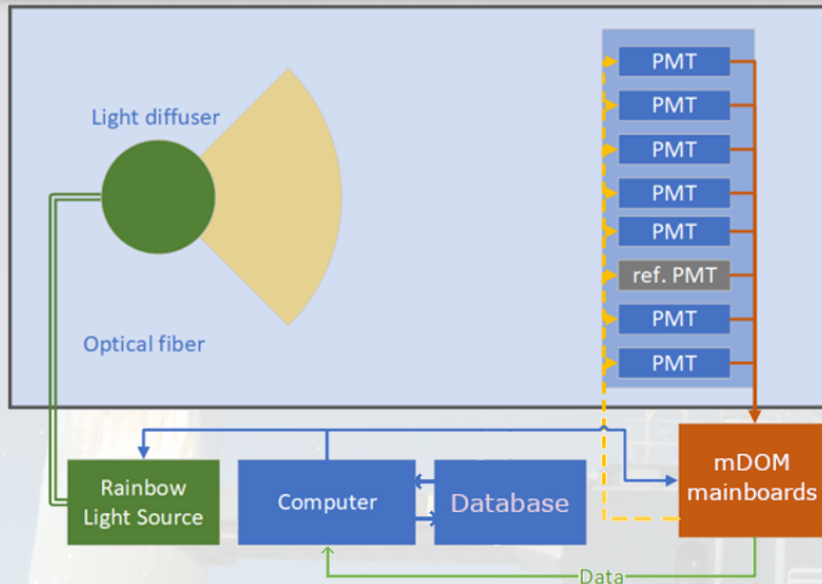 Light diffuser
PMT
PMT
PMT
PMT
PMT
ref. PMT
PMT
PMT
Optical fiber
Rainbow
Light Source
Computer
Database
mDOM
mainboards
Data